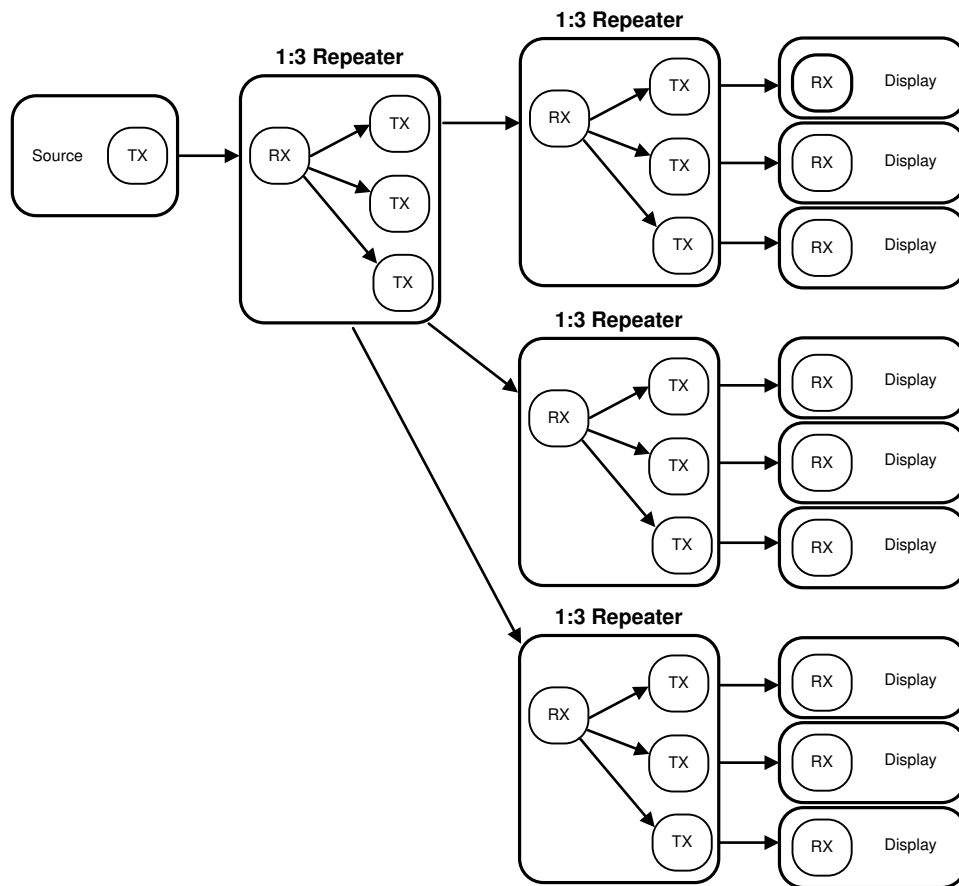 1:3 Repeater
1:3 Repeater
Source
TX
RX
TX
TX
TX
RX
TX
TX
TX
RX
Display
RX
Display
RX
Display
1:3 Repeater
RX
TX
TX
TX
RX
Display
RX
Display
RX
Display
1:3 Repeater
RX
TX
TX
TX
RX
Display
RX
Display
RX
Display